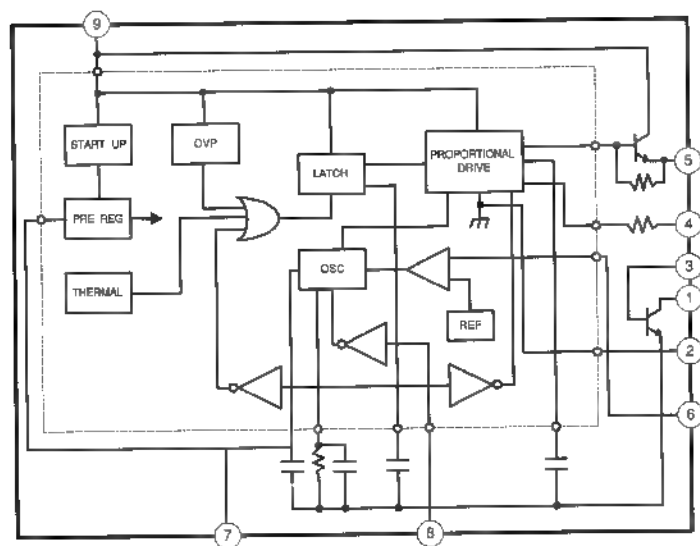 9
START UP
OVP
LATCH
PROPORTIONAL
DRIVE
5
PRE REG
4
THERMAL
OSC
REF
3
1
2
6
7
8